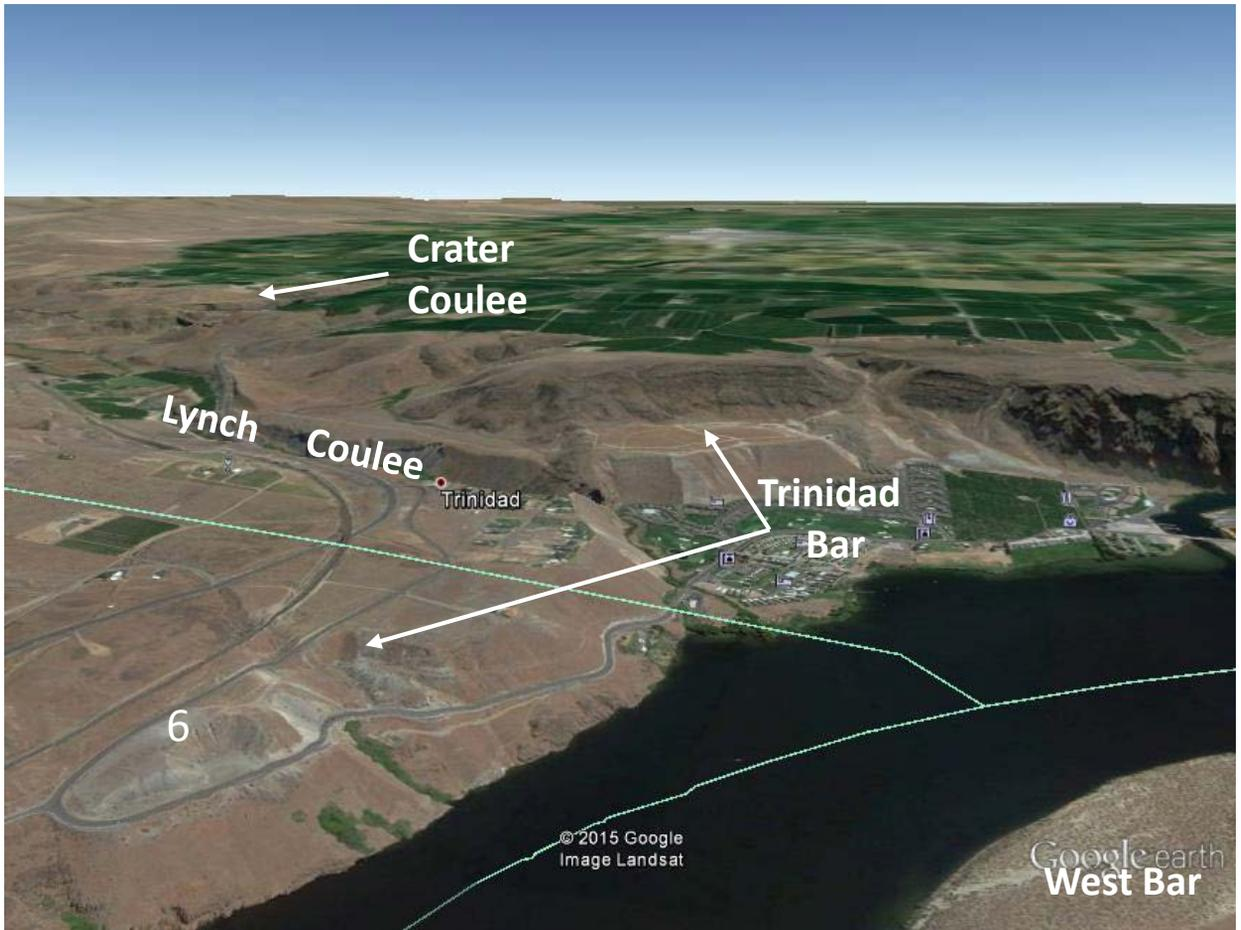 Crater
Coulee
Lynch Coulee
Trinidad
Trinidad
Bar
6
© 2015 Google
Image Landsat
Google earth
West Bar